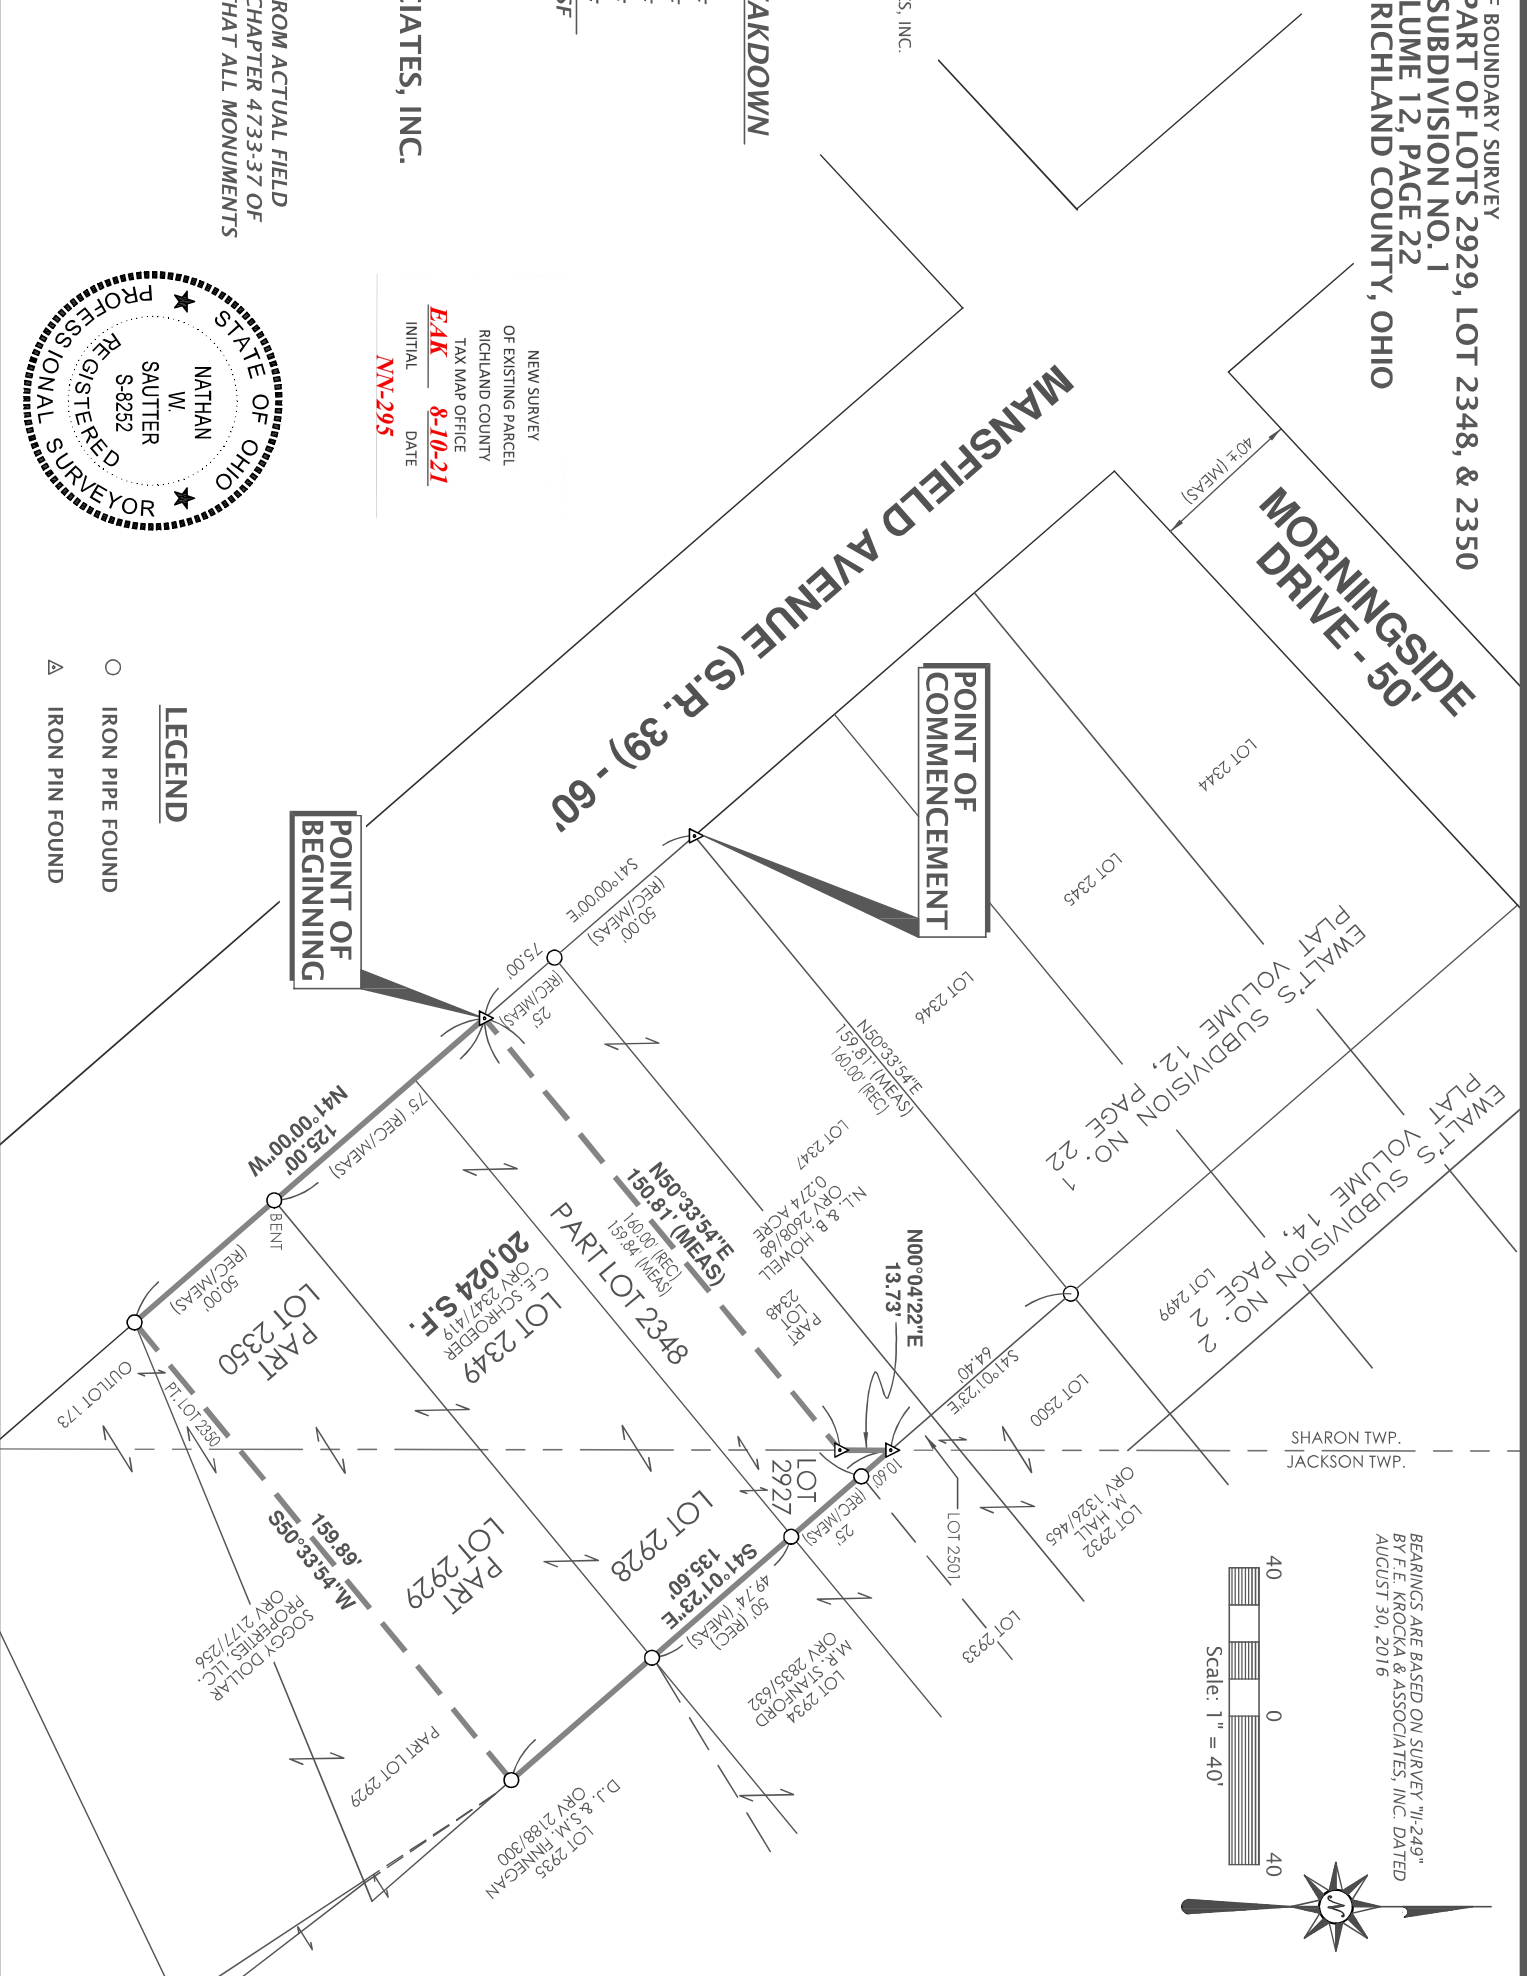 F BOUNDARY SURVEY
PART OF LOTS 2929, LOT 2348, & 2350
SUBDIVISION NO. 1
LUME 12, PAGE 22
RICHLAND COUNTY, OHIO
S, INC.
AKDOWN
SF
CIATES, INC.
ROM ACTUAL FIELD
CHAPTER 4733-37 OF
HAT ALL MONUMENTS
NEW SURVEY
OF EXISTING PARCEL
RICHLAND COUNTY
TAX MAP OFFICE
EAK 8-10-21
INITIAL DATE
NN-295
STATE OF OHIO
NATHAN
W.
SAUTTER
S-8252
REGISTERED
PROFESSIONAL SURVEYOR
LEGEND
IRON PIPE FOUND
IRON PIN FOUND
MANSFIELD AVENUE (S.R. 39) - 60'
MORNINGSIDE
DRIVE - 50'
40'± (MEAS)
POINT OF
COMMENCEMENT
POINT OF
BEGINNING
LOT 2344
LOT 2345
LOT 2346
EWALT'S SUBDIVISION NO. 1
PLAT VOLUME 12, PAGE 22
EWALT'S SUBDIVISION NO. 2
PLAT VOLUME 14, PAGE 2
S41°00'00"E
50.00'
(REC/MEAS)
75.00'
25'
(REC/MEAS)
N50°33'54"E
159.81' (MEAS)
160.00' (REC)
LOT 2347
N.L. & B. HOWELL
ORV 2608/68
0.274 ACRE
PART
LOT
2348
N50°33'54"E
150.81' (MEAS)
160.00' (REC)
159.84' (MEAS)
N00°04'22"E
13.73'
N41°00'00"W
125.00'
75' (REC/MEAS)
BENT
50.00'
(REC/MEAS)
PART LOT 2348
LOT 2349
C.E. SCHROEDER
ORV 2347/419
20,024 S.F.
PART
LOT 2350
OUTLOT 173
PT. LOT 2350
LOT 2499
LOT 2500
S41°01'23"E
64.40'
SHARON TWP.
JACKSON TWP.
LOT 2932
M. HALL
ORV 1326/465
LOT 2501
LOT 2933
10.60'
25'
(REC/MEAS)
LOT
2927
LOT 2928
S41°01'23"E
135.60'
50' (REC)
49.74' (MEAS)
PART
LOT 2929
159.89'
S50°33'54"W
SOGGY DOLLAR
PROPERTIES, LLC.
ORV 2177/256
PART LOT 2929
LOT 2934
M.R. STANFORD
ORV 2835/632
LOT 2935
D.J. & S.M. FINNEGAN
ORV 2188/300
BEARINGS ARE BASED ON SURVEY "II-249"
BY F.E. KROCKA & ASSOCIATES, INC. DATED
AUGUST 30, 2016
40 0 40
Scale: 1" = 40'
N